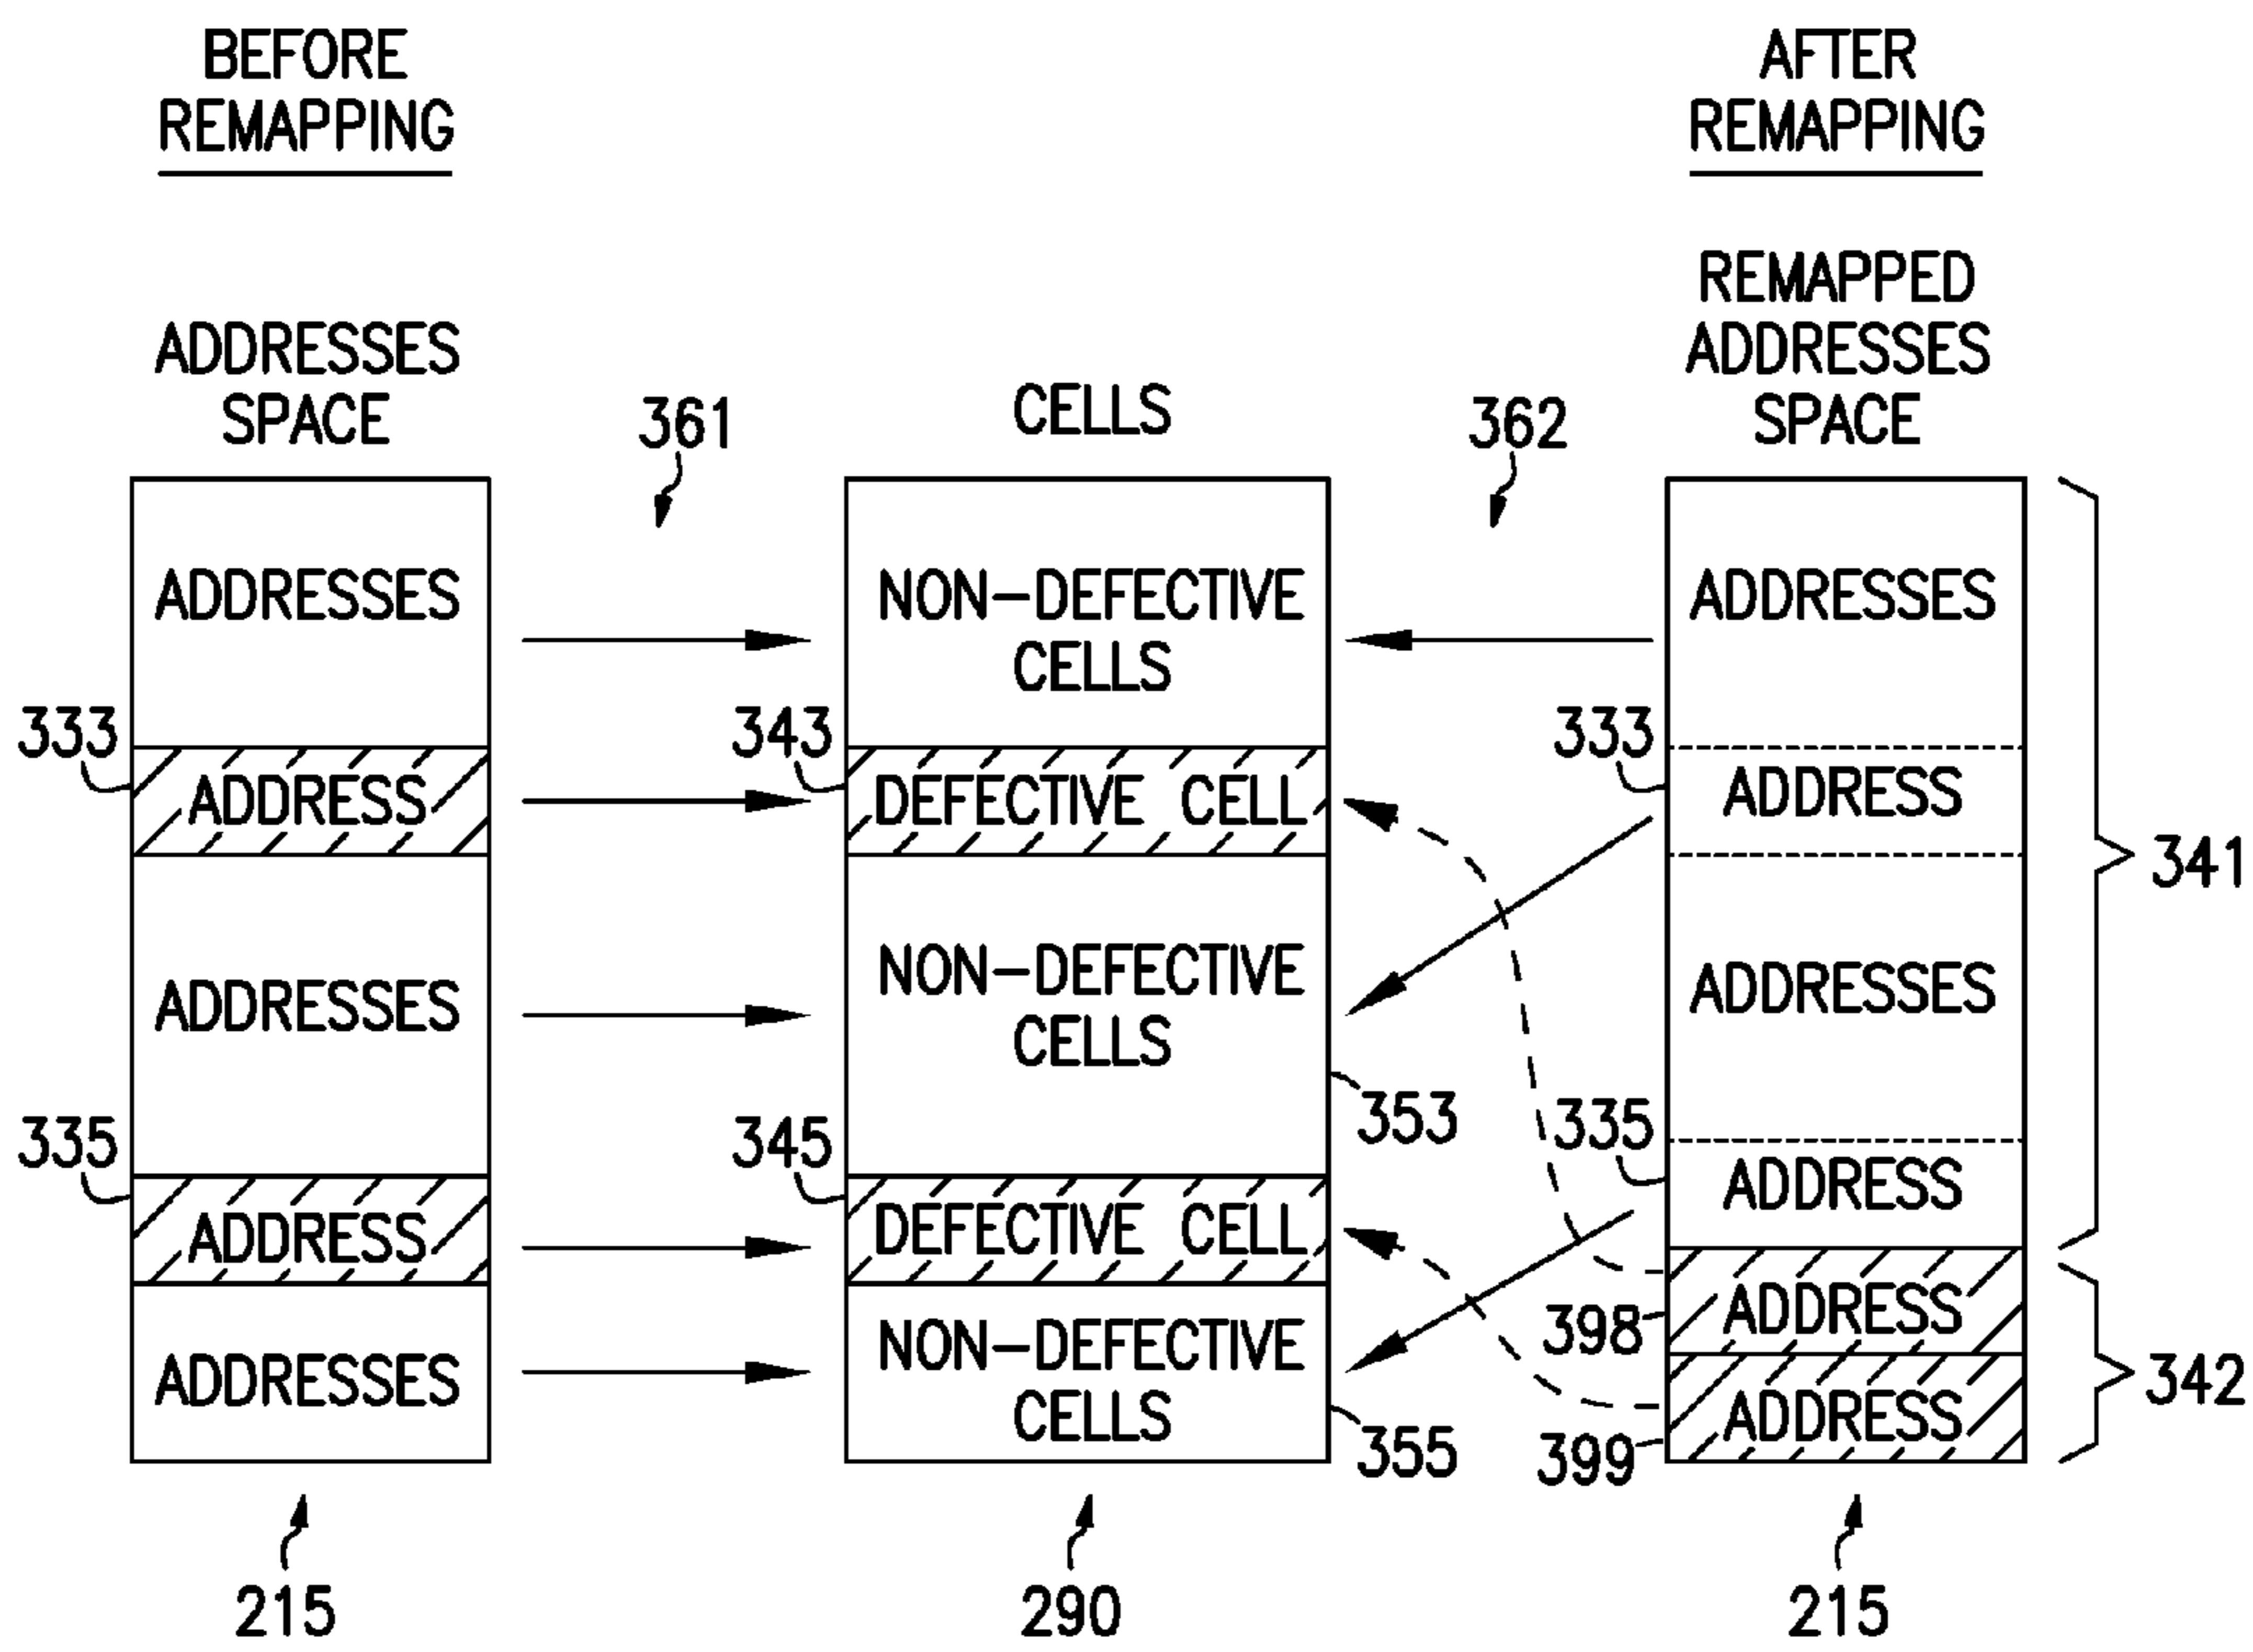 BEFORE
REMAPPING
AFTER
REMAPPING
ADDRESSES
SPACE
361
CELLS
362
REMAPPED
ADDRESSES
SPACE
ADDRESSES
NON-DEFECTIVE
CELLS
ADDRESSES
333
ADDRESS
343
DEFECTIVE CELL
333
ADDRESS
341
ADDRESSES
NON-DEFECTIVE
CELLS
353
ADDRESSES
335
ADDRESS
345
DEFECTIVE CELL
335
ADDRESS
ADDRESSES
NON-DEFECTIVE
CELLS
355
398
ADDRESS
399
ADDRESS
342
215
290
215